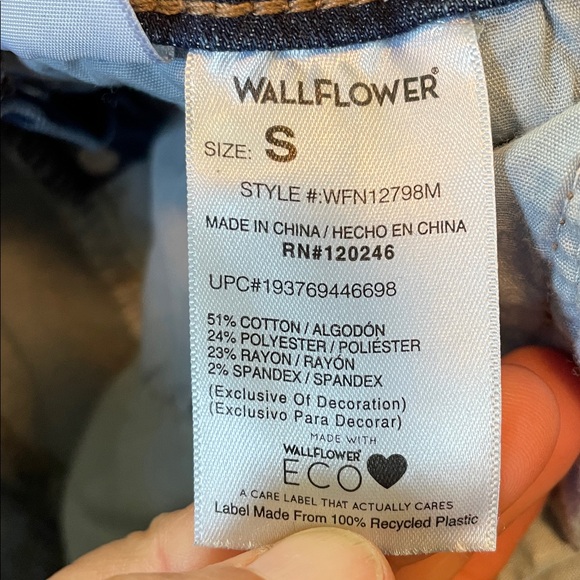 WALLFLOWER®
SIZE: S
STYLE #:WFN12798M
MADE IN CHINA / HECHO EN CHINA
RN#120246
UPC#193769446698
51% COTTON / ALGODÓN
24% POLYESTER / POLIÉSTER
23% RAYON / RAYÓN
2% SPANDEX / SPANDEX
(Exclusive Of Decoration)
(Exclusivo Para Decorar)
MADE WITH
WALLFLOWER®
ECO
A CARE LABEL THAT ACTUALLY CARES
Label Made From 100% Recycled Plastic